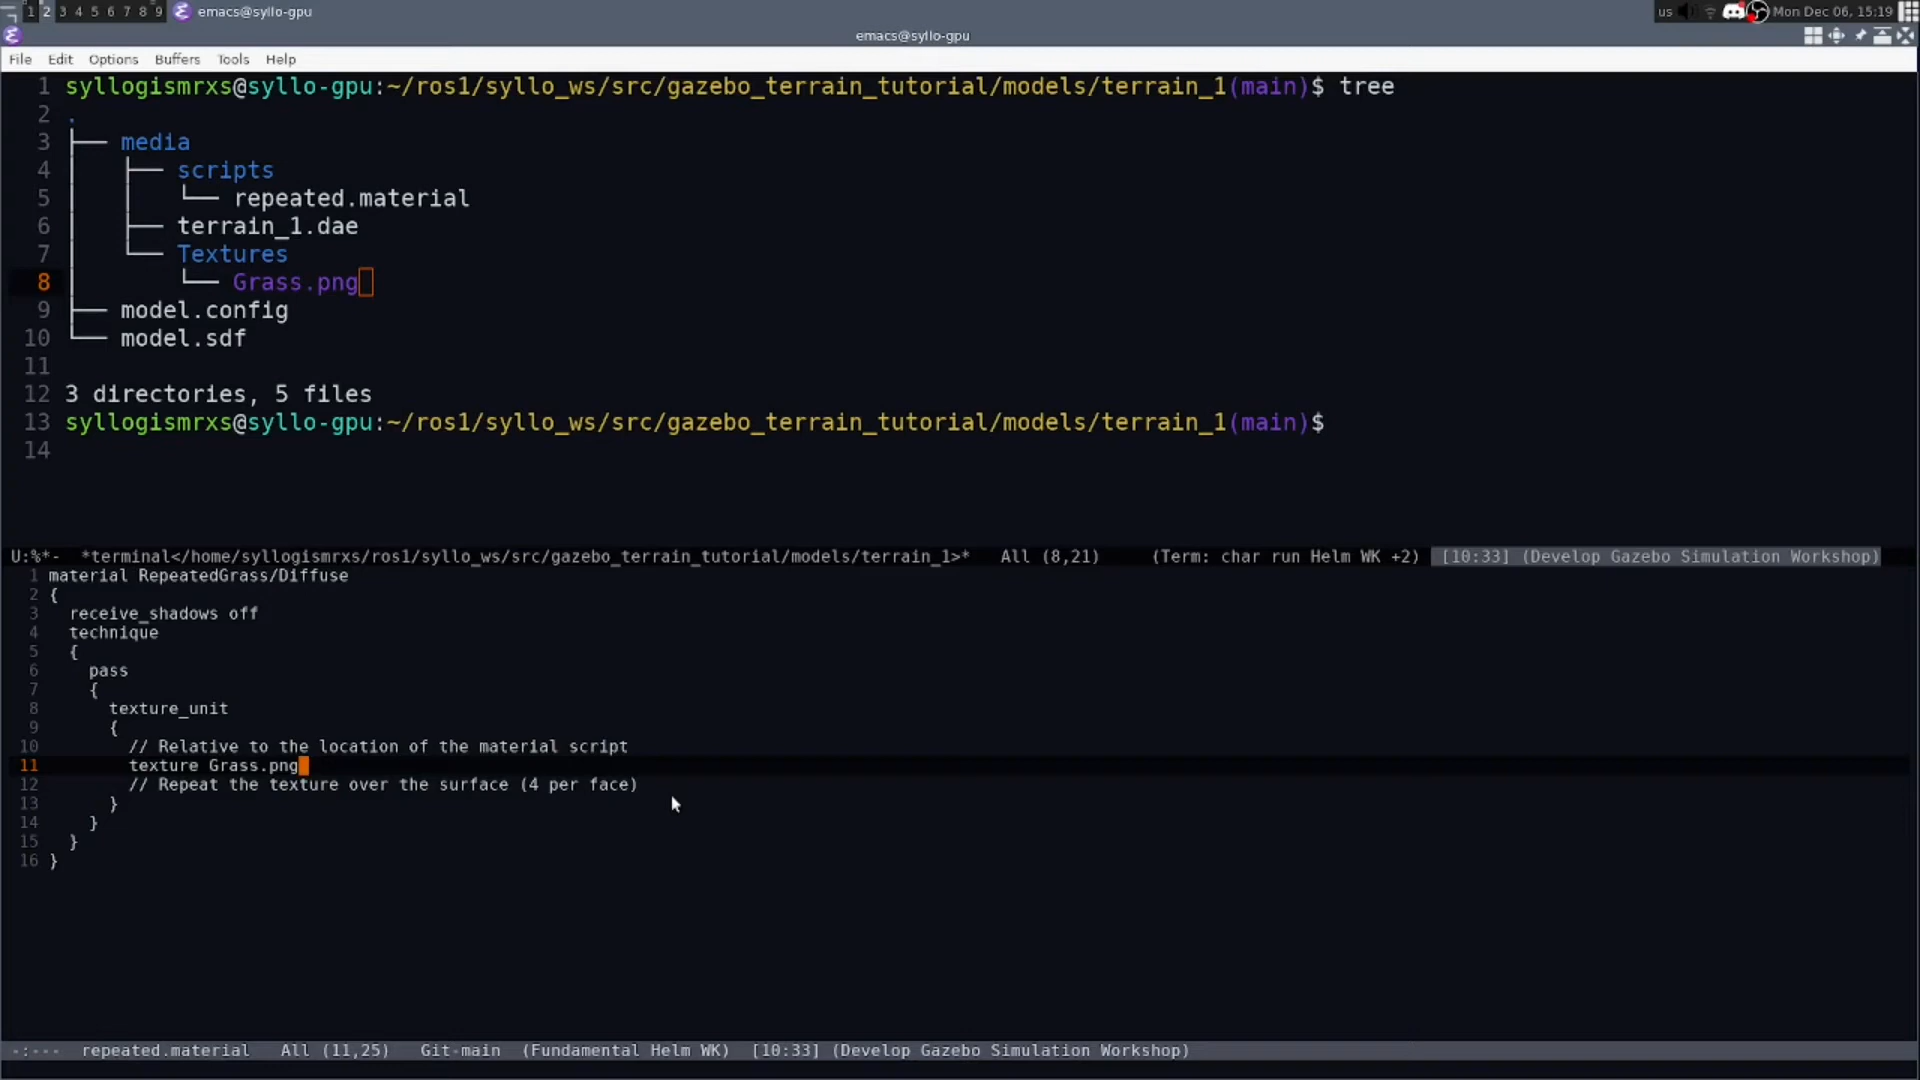 1 2 3 4 5 6 7 8 9 emacs@syllo-gpu us Mon Dec 06, 15:19
emacs@syllo-gpu
File Edit Options Buffers Tools Help
1 syllogismrxs@syllo-gpu:~/ros1/syllo_ws/src/gazebo_terrain_tutorial/models/terrain_1(main)$ tree
2 .
3 ├── media
4 │   ├── scripts
5 │   │   └── repeated.material
6 │   ├── terrain_1.dae
7 │   └── Textures
8 │       └── Grass.png
9 ├── model.config
10 └── model.sdf
11
12 3 directories, 5 files
13 syllogismrxs@syllo-gpu:~/ros1/syllo_ws/src/gazebo_terrain_tutorial/models/terrain_1(main)$
14
U:%*- *terminal</home/syllogismrxs/ros1/syllo_ws/src/gazebo_terrain_tutorial/models/terrain_1>* All (8,21) (Term: char run Helm WK +2) [10:33] (Develop Gazebo Simulation Workshop)
1 material RepeatedGrass/Diffuse
2 {
3   receive_shadows off
4   technique
5   {
6     pass
7     {
8       texture_unit
9       {
10         // Relative to the location of the material script
11         texture Grass.png
12         // Repeat the texture over the surface (4 per face)
13       }
14     }
15   }
16 }
-:--- repeated.material All (11,25) Git-main (Fundamental Helm WK) [10:33] (Develop Gazebo Simulation Workshop)